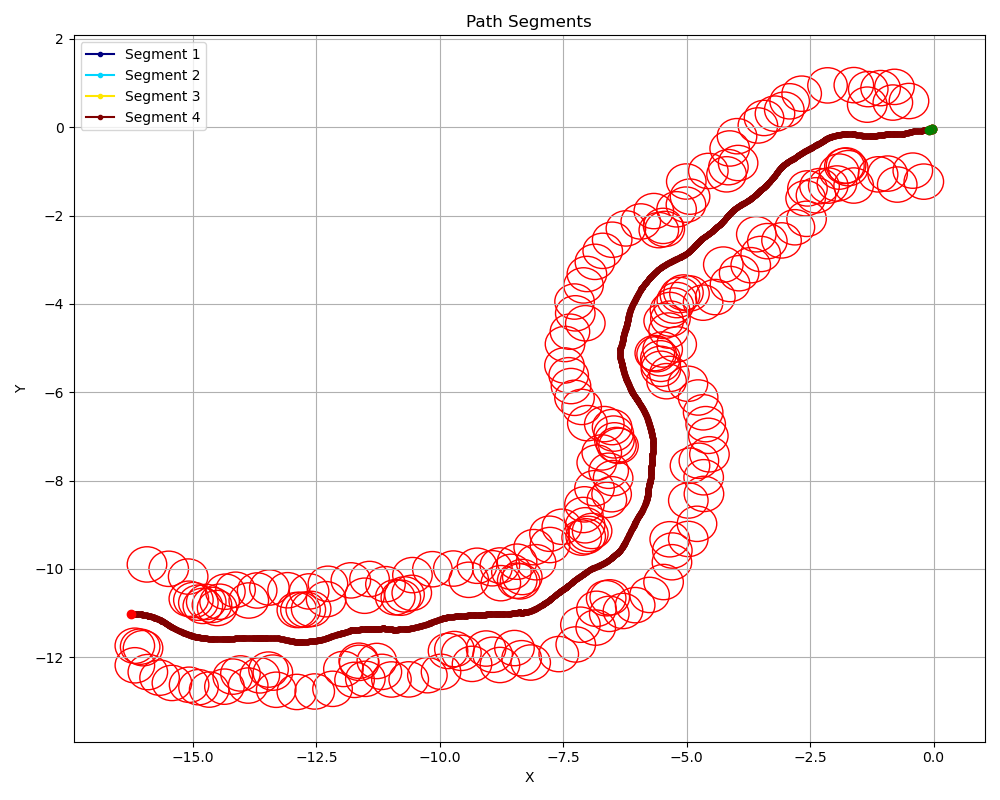 Path Segments
Segment 1
Segment 2
Segment 3
Segment 4
2
0
−2
−4
−6
−8
−10
−12
Y
−15.0 −12.5 −10.0 −7.5 −5.0 −2.5 0.0
X